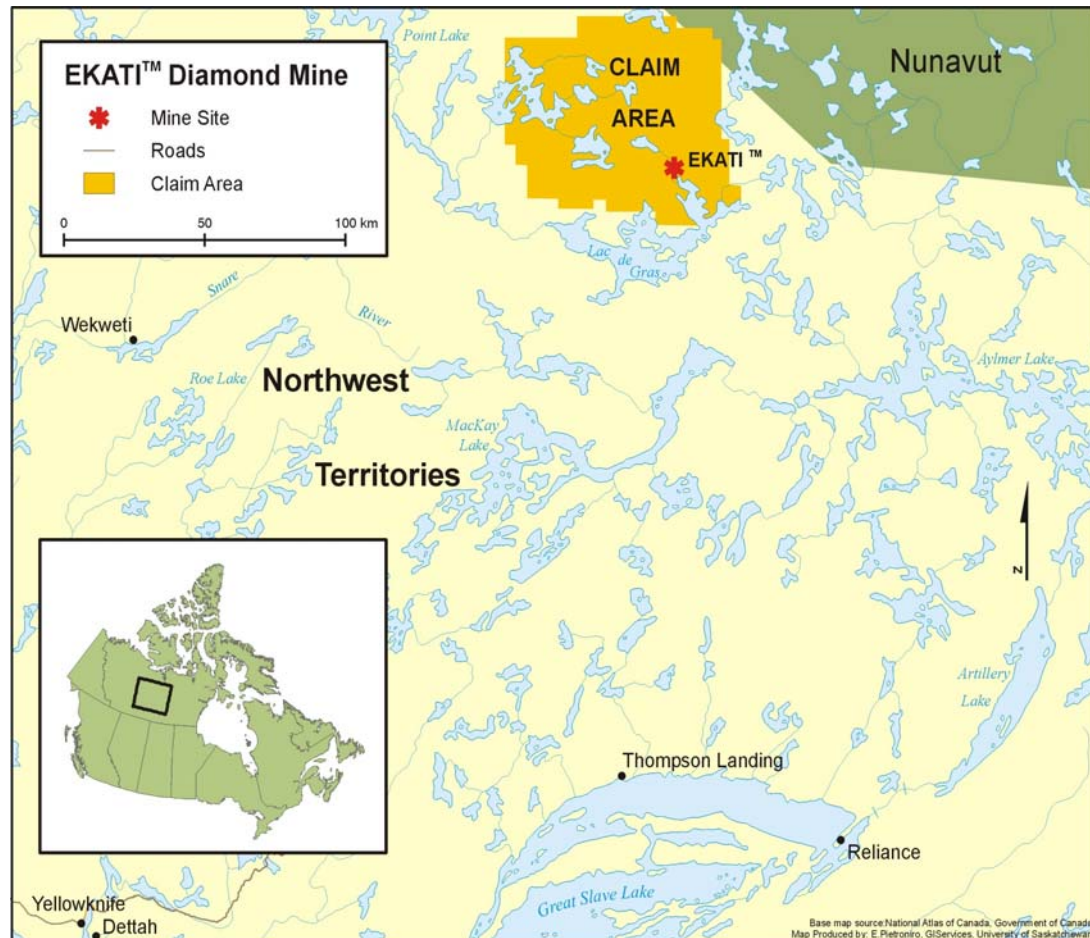 EKATI™ Diamond Mine
Mine Site
Roads
Claim Area
0 50 100 km
Point Lake
CLAIM
AREA
EKATI ™
Nunavut
Lac de
Gras
Snare
River
Wekweti
Roe Lake
Northwest
Territories
MacKay
Lake
Aylmer Lake
N
Artillery
Lake
Thompson Landing
Reliance
Great Slave Lake
Yellowknife
Dettah
Base map source:National Atlas of Canada, Government of Canada
Map Produced by: E.Pietroniro, GIServices, University of Saskatchewa